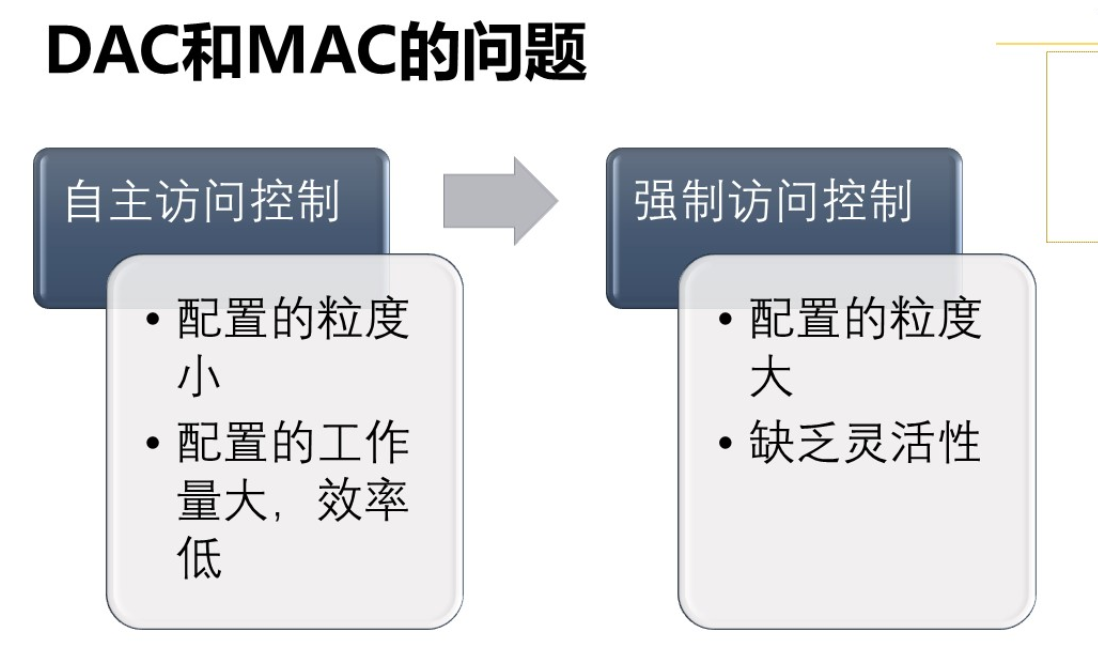 DAC和MAC的问题
自主访问控制
• 配置的粒度
小
• 配置的工作
量大，效率
低
强制访问控制
• 配置的粒度
大
• 缺乏灵活性